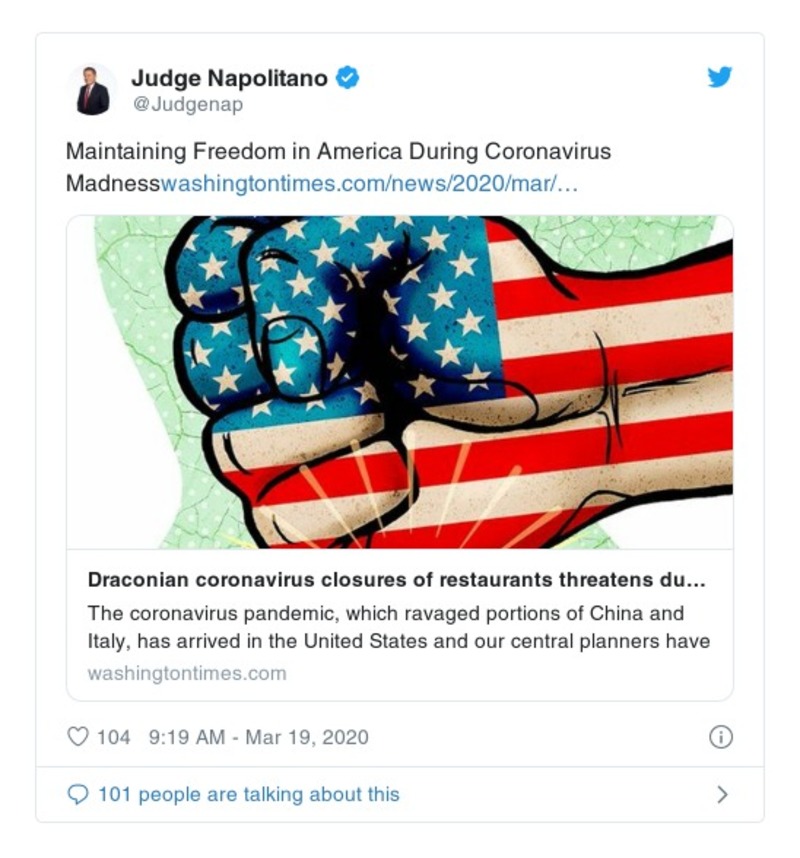 Judge Napolitano
@Judgenap
Maintaining Freedom in America During Coronavirus
Madnesswashingtontimes.com/news/2020/mar/…
Draconian coronavirus closures of restaurants threatens du…
The coronavirus pandemic, which ravaged portions of China and
Italy, has arrived in the United States and our central planners have
washingtontimes.com
104 9:19 AM - Mar 19, 2020
101 people are talking about this